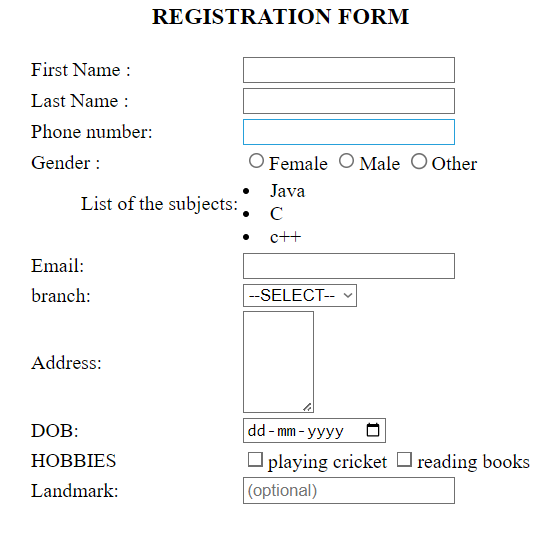 REGISTRATION FORM
First Name :
Last Name :
Phone number:
Gender : Female Male Other
List of the subjects:
Java
C
c++
Email:
branch: --SELECT--
Address:
DOB: dd-mm-yyyy
HOBBIES playing cricket reading books
Landmark: (optional)